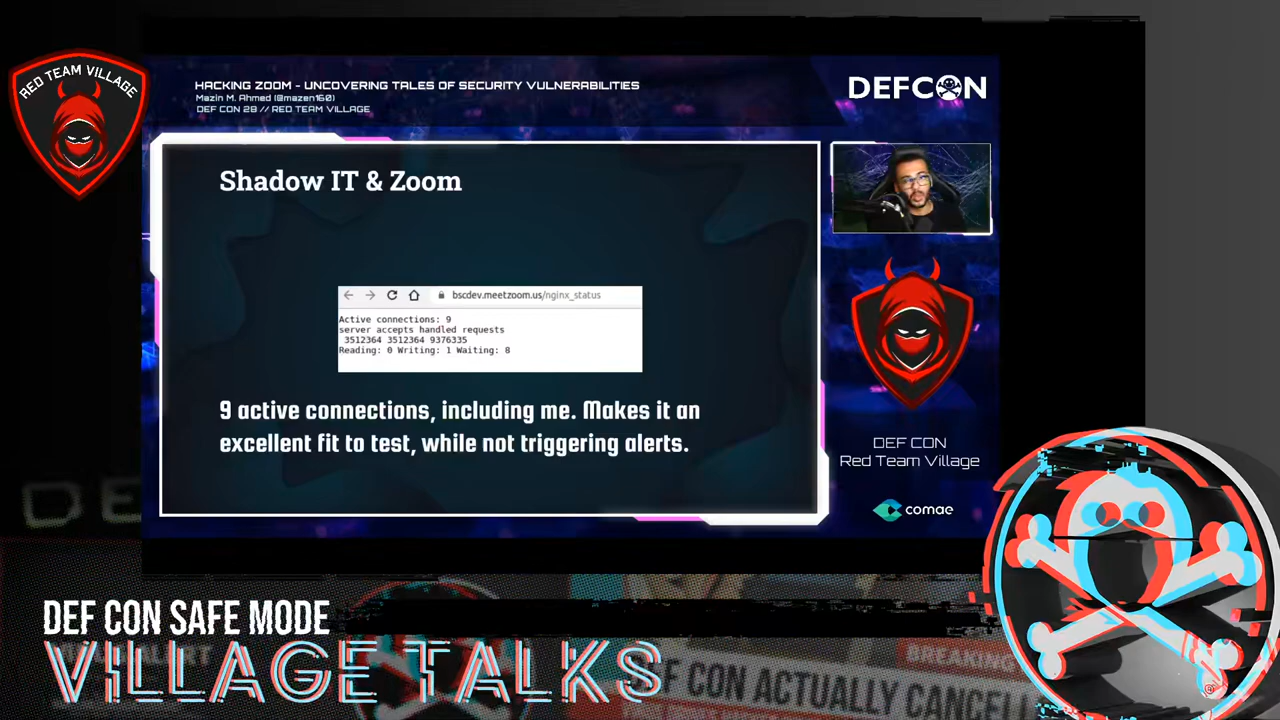 RED TEAM VILLAGE
HACKING ZOOM - UNCOVERING TALES OF SECURITY VULNERABILITIES
Mazin M. Ahmed (@mazen160)
DEF CON 28 // RED TEAM VILLAGE
DEFCON
Shadow IT & Zoom
bscdev.meetzoom.us/nginx_status
Active connections: 9
server accepts handled requests
3512364 3512364 9376335
Reading: 0 Writing: 1 Waiting: 8
9 active connections, including me. Makes it an
excellent fit to test, while not triggering alerts.
DEF CON
Red Team Village
comae
DEF CON SAFE MODE
VILLAGE TALKS
BREAKING
DEF CON ACTUALLY CANCELL